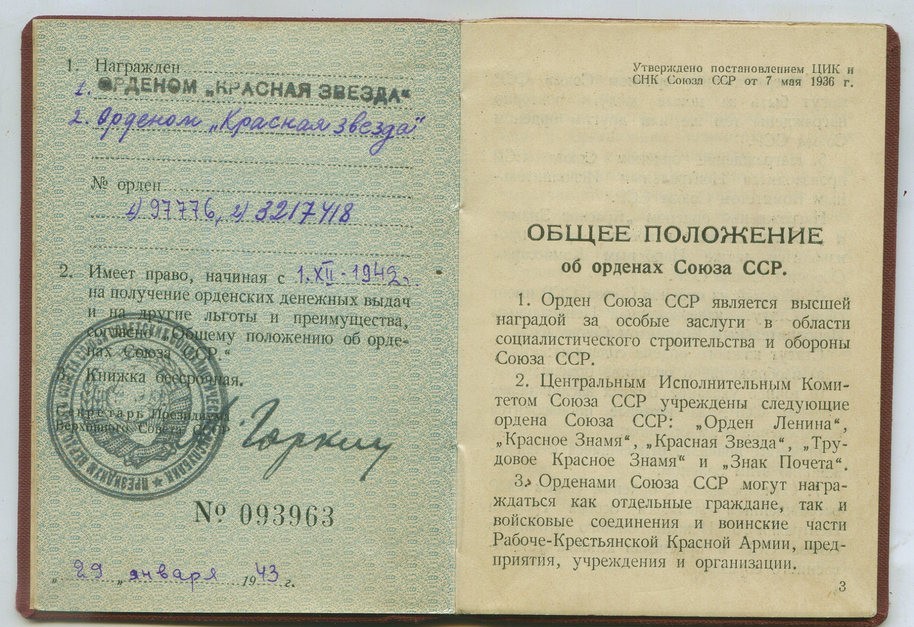 1. Награжден
1. ОРДЕНОМ „КРАСНАЯ ЗВЕЗДА“
2. Орденом „Красная звезда“
№ орден
1) 97776, 2) 3217418
2. Имеет право, начиная с 1.XII-1942г.
на получение орденских денежных выдач
и на другие льготы и преимущества,
согласно „Общему положению об орде-
нах Союза ССР.“
3. Книжка бессрочная.
Секретарь Президиума
Верховного Совета СССР
А. Горкин
№ 093963
„29„ января 1943 г.
Утверждено постановлением ЦИК и
СНК Союза ССР от 7 мая 1936 г.
ОБЩЕЕ ПОЛОЖЕНИЕ
об орденах Союза ССР.
1. Орден Союза ССР является высшей
наградой за особые заслуги в области
социалистического строительства и обороны
Союза ССР.
2. Центральным Исполнительным Коми-
тетом Союза ССР учреждены следующие
ордена Союза ССР: „Орден Ленина“,
„Красное Знамя“, „Красная Звезда“, „Тру-
довое Красное Знамя“ и „Знак Почета“.
3. Орденами Союза ССР могут награ-
ждаться как отдельные граждане, так и
войсковые соединения и воинские части
Рабоче-Крестьянской Красной Армии, пред-
приятия, учреждения и организации.
3